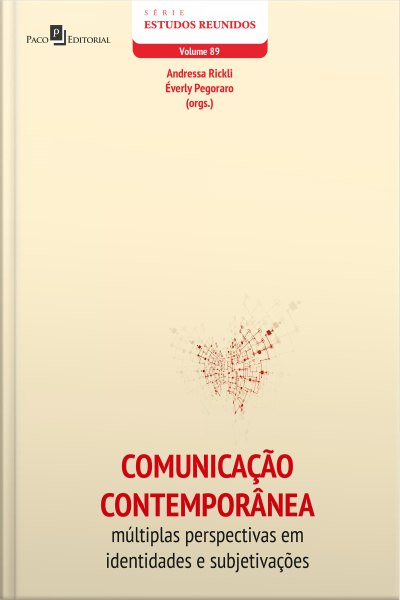 PACO EDITORIAL
SÉRIE
ESTUDOS REUNIDOS
Volume 89
Andressa Rickli
Éverly Pegoraro
(orgs.)
COMUNICAÇÃO
CONTEMPORÂNEA
múltiplas perspectivas em
identidades e subjetivações